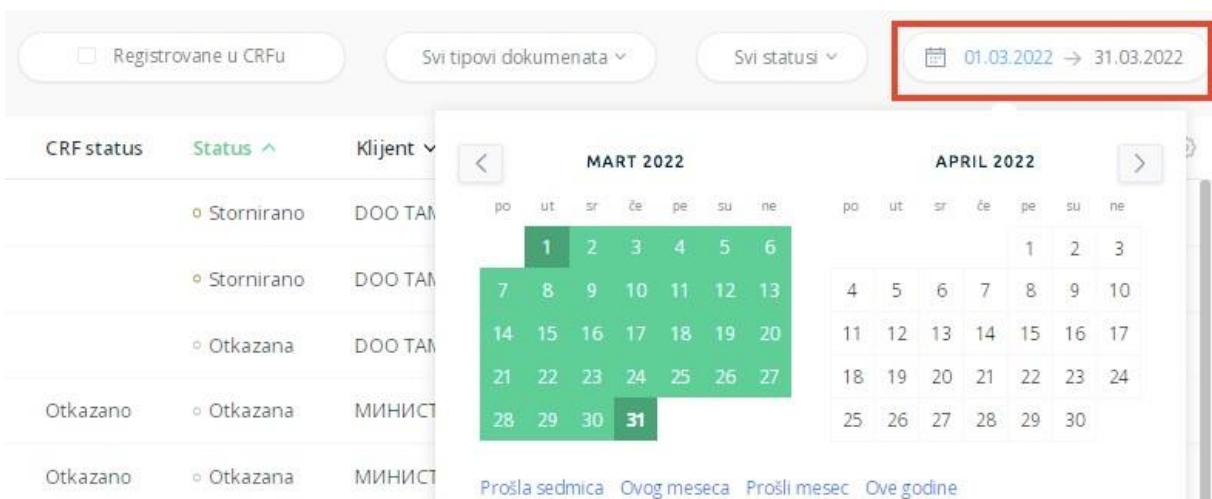 Registrovane u CRFu Svi tipovi dokumenata Svi statusi 01.03.2022 → 31.03.2022
CRF status Status Klijent
MART 2022 APRIL 2022
po ut sr če pe su ne po ut sr če pe su ne
Stornirano DOO
1 2 3 4 5 6 1 2 3
Stornirano DOO
7 8 9 10 11 12 13 4 5 6 7 8 9 10
14 15 16 17 18 19 20 11 12 13 14 15 16 17
Otkazana DOO
21 22 23 24 25 26 27 18 19 20 21 22 23 24
Otkazano Otkazana
28 29 30 31 25 26 27 28 29 30
Otkazano Otkazana
Prošla sedmica Ovog meseca Prošli mesec Ove godine